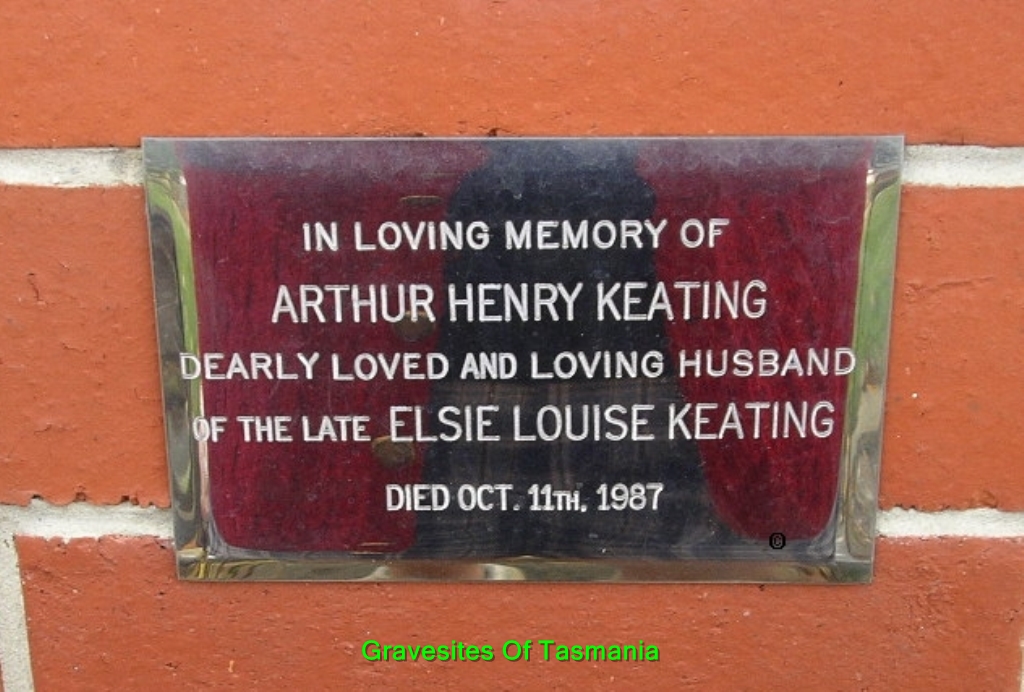 IN LOVING MEMORY OF
ARTHUR HENRY KEATING
DEARLY LOVED AND LOVING HUSBAND
OF THE LATE ELSIE LOUISE KEATING
DIED OCT. 11TH, 1987
©
Gravesites Of Tasmania